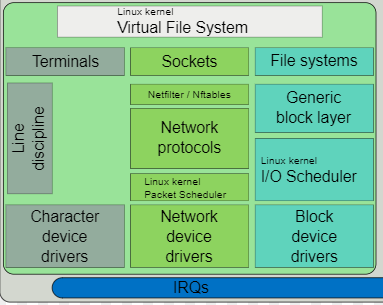 Linux kernel
Virtual File System
Terminals
Sockets
File systems
Line
discipline
Netfilter / Nftables
Network
protocols
Linux kernel
Packet Scheduler
Generic
block layer
Linux kernel
I/O Scheduler
Character
device
drivers
Network
device
drivers
Block
device
drivers
IRQs